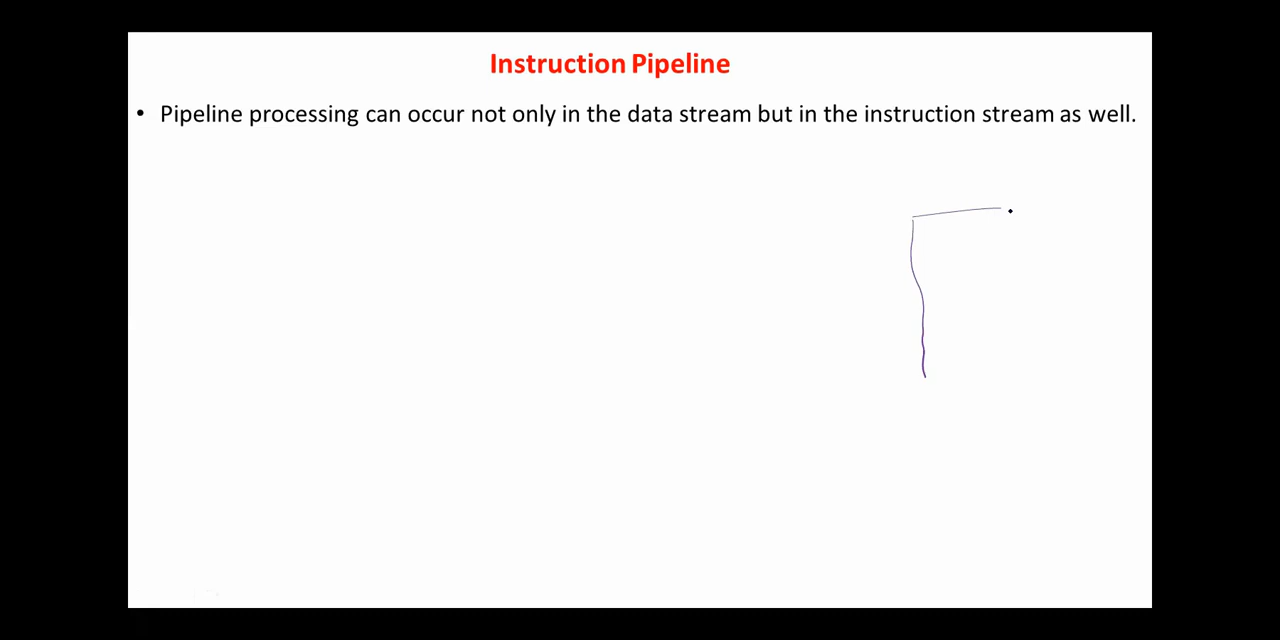 Instruction Pipeline
• Pipeline processing can occur not only in the data stream but in the instruction stream as well.